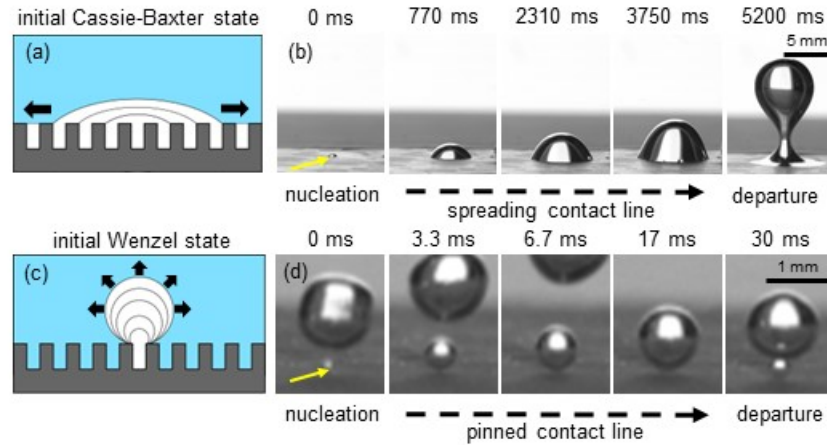 initial Cassie-Baxter state
0 ms 770 ms 2310 ms 3750 ms 5200 ms
(a)
(b)
5 mm
nucleation
departure
spreading contact line
initial Wenzel state
0 ms 3.3 ms 6.7 ms 17 ms 30 ms
(c)
(d)
1 mm
nucleation
departure
pinned contact line